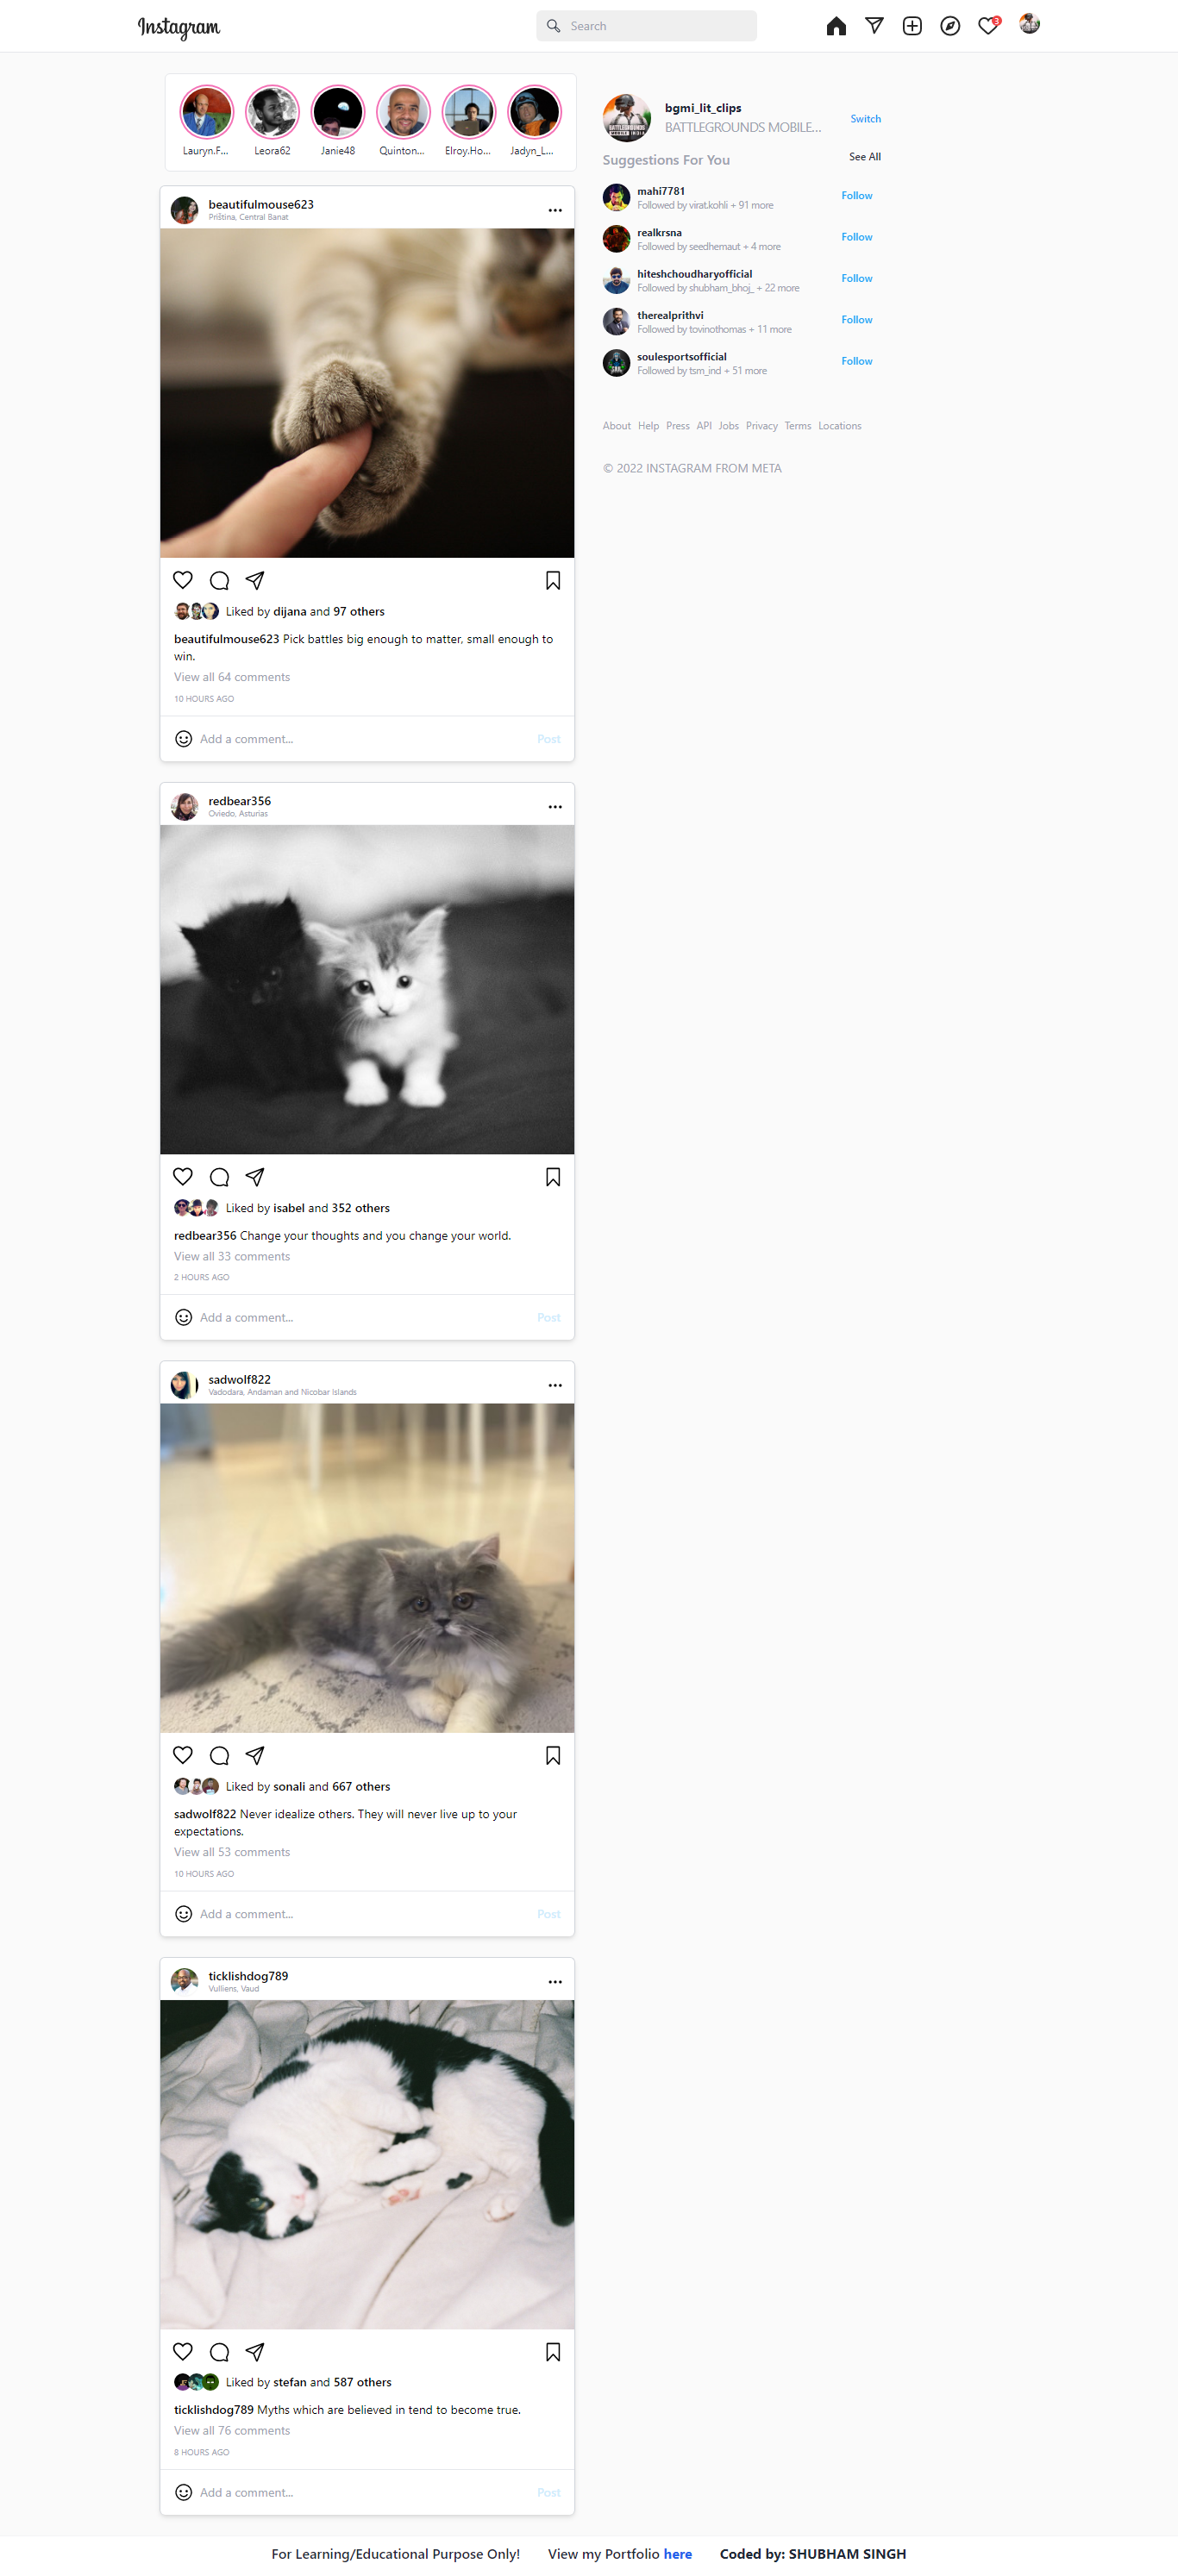 Instagram
Search
3
Lauryn.F...
Leora62
Janie48
Quinton...
Elroy.Ho...
Jadyn_L...
bgmi_lit_clips
BATTLEGROUNDS MOBILE...
Switch
Suggestions For You
See All
mahi7781
Followed by virat.kohli + 91 more
Follow
realkrsna
Followed by seedhemaut + 4 more
Follow
hiteshchoudharyofficial
Followed by shubham_bhoj_ + 22 more
Follow
therealprithvi
Followed by tovinothomas + 11 more
Follow
soulesportsofficial
Followed by tsm_ind + 51 more
Follow
About Help Press API Jobs Privacy Terms Locations
© 2022 INSTAGRAM FROM META
beautifulmouse623
Priština, Central Banat
Liked by dijana and 97 others
beautifulmouse623 Pick battles big enough to matter, small enough to
win.
View all 64 comments
10 HOURS AGO
Add a comment...
Post
redbear356
Oviedo, Asturias
Liked by isabel and 352 others
redbear356 Change your thoughts and you change your world.
View all 33 comments
2 HOURS AGO
Add a comment...
Post
sadwolf822
Vadodara, Andaman and Nicobar Islands
Liked by sonali and 667 others
sadwolf822 Never idealize others. They will never live up to your
expectations.
View all 53 comments
10 HOURS AGO
Add a comment...
Post
ticklishdog789
Vulliens, Vaud
Liked by stefan and 587 others
ticklishdog789 Myths which are believed in tend to become true.
View all 76 comments
8 HOURS AGO
Add a comment...
Post
For Learning/Educational Purpose Only!
View my Portfolio here
Coded by: SHUBHAM SINGH